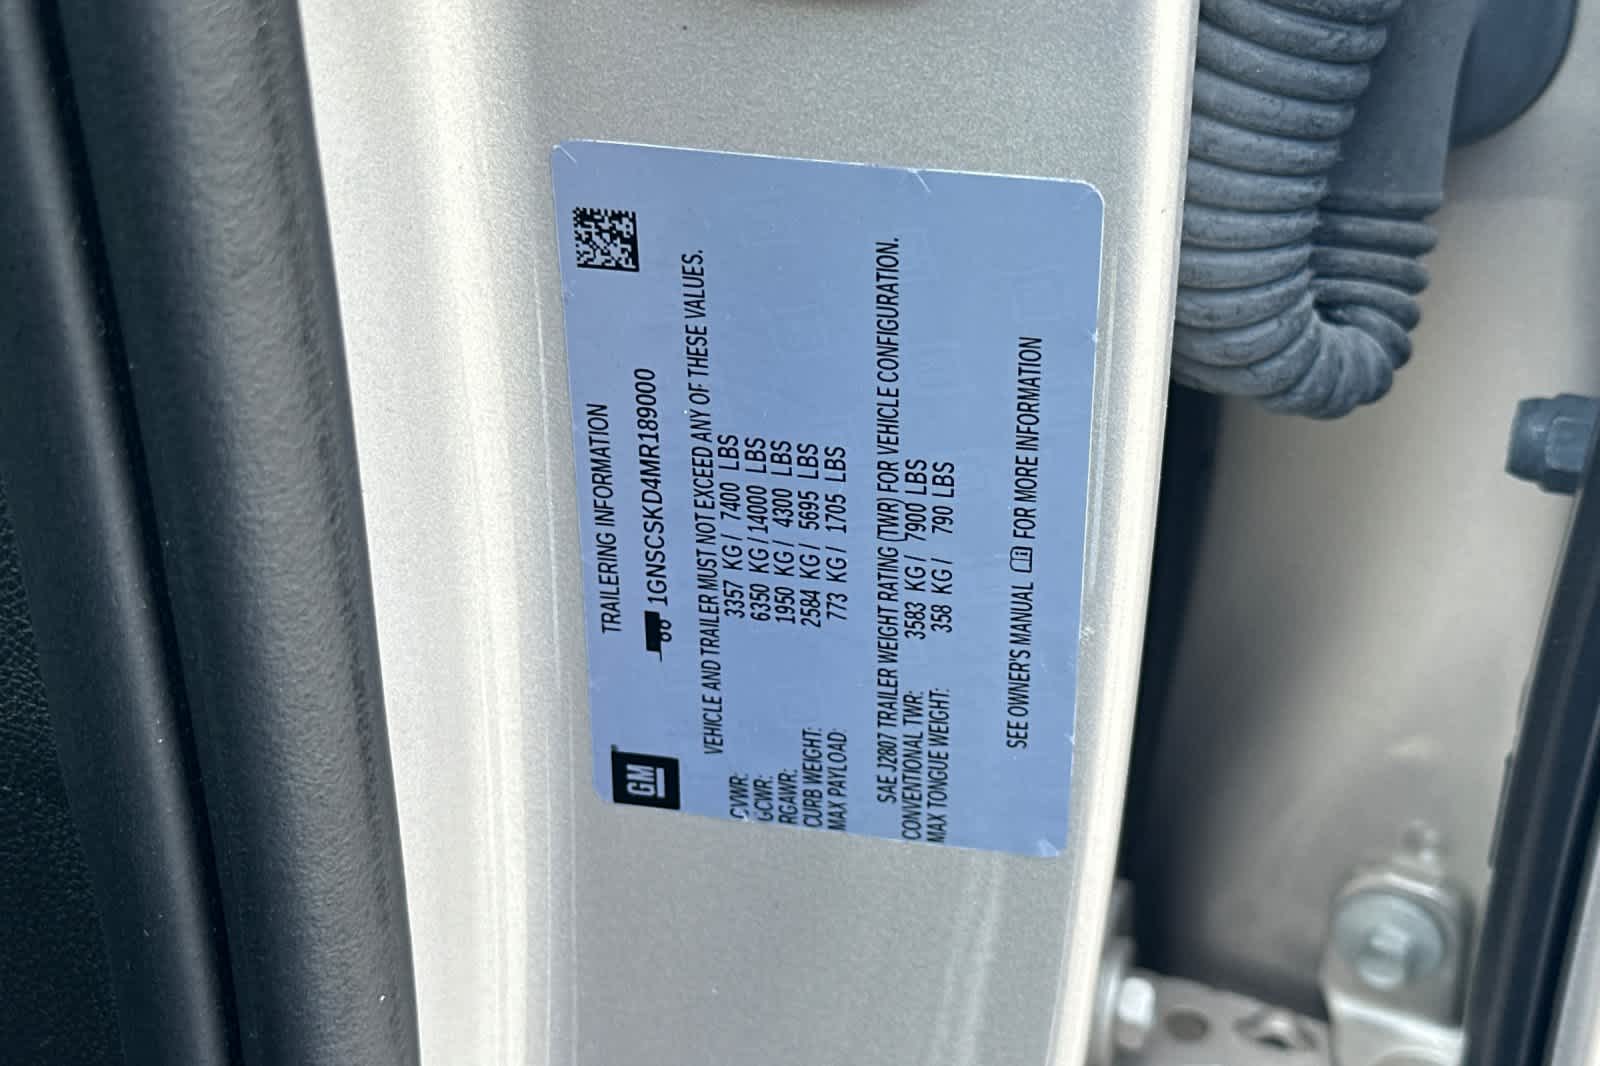 TRAILERING INFORMATION
GM
1GNSCSKD4MR189000
VEHICLE AND TRAILER MUST NOT EXCEED ANY OF THESE VALUES.
GVWR: 3357 KG/ 7400 LBS
GCWR: 6350 KG/14000 LBS
RGAWR: 1950 KG/ 4300 LBS
CURB WEIGHT: 2584 KG/ 5695 LBS
MAX PAYLOAD: 773 KG/ 1705 LBS
SAE J2807 TRAILER WEIGHT RATING (TWR) FOR VEHICLE CONFIGURATION.
CONVENTIONAL TWR: 3583 KG/ 7900 LBS
MAX TONGUE WEIGHT: 358 KG/ 790 LBS
SEE OWNER'S MANUAL FOR MORE INFORMATION